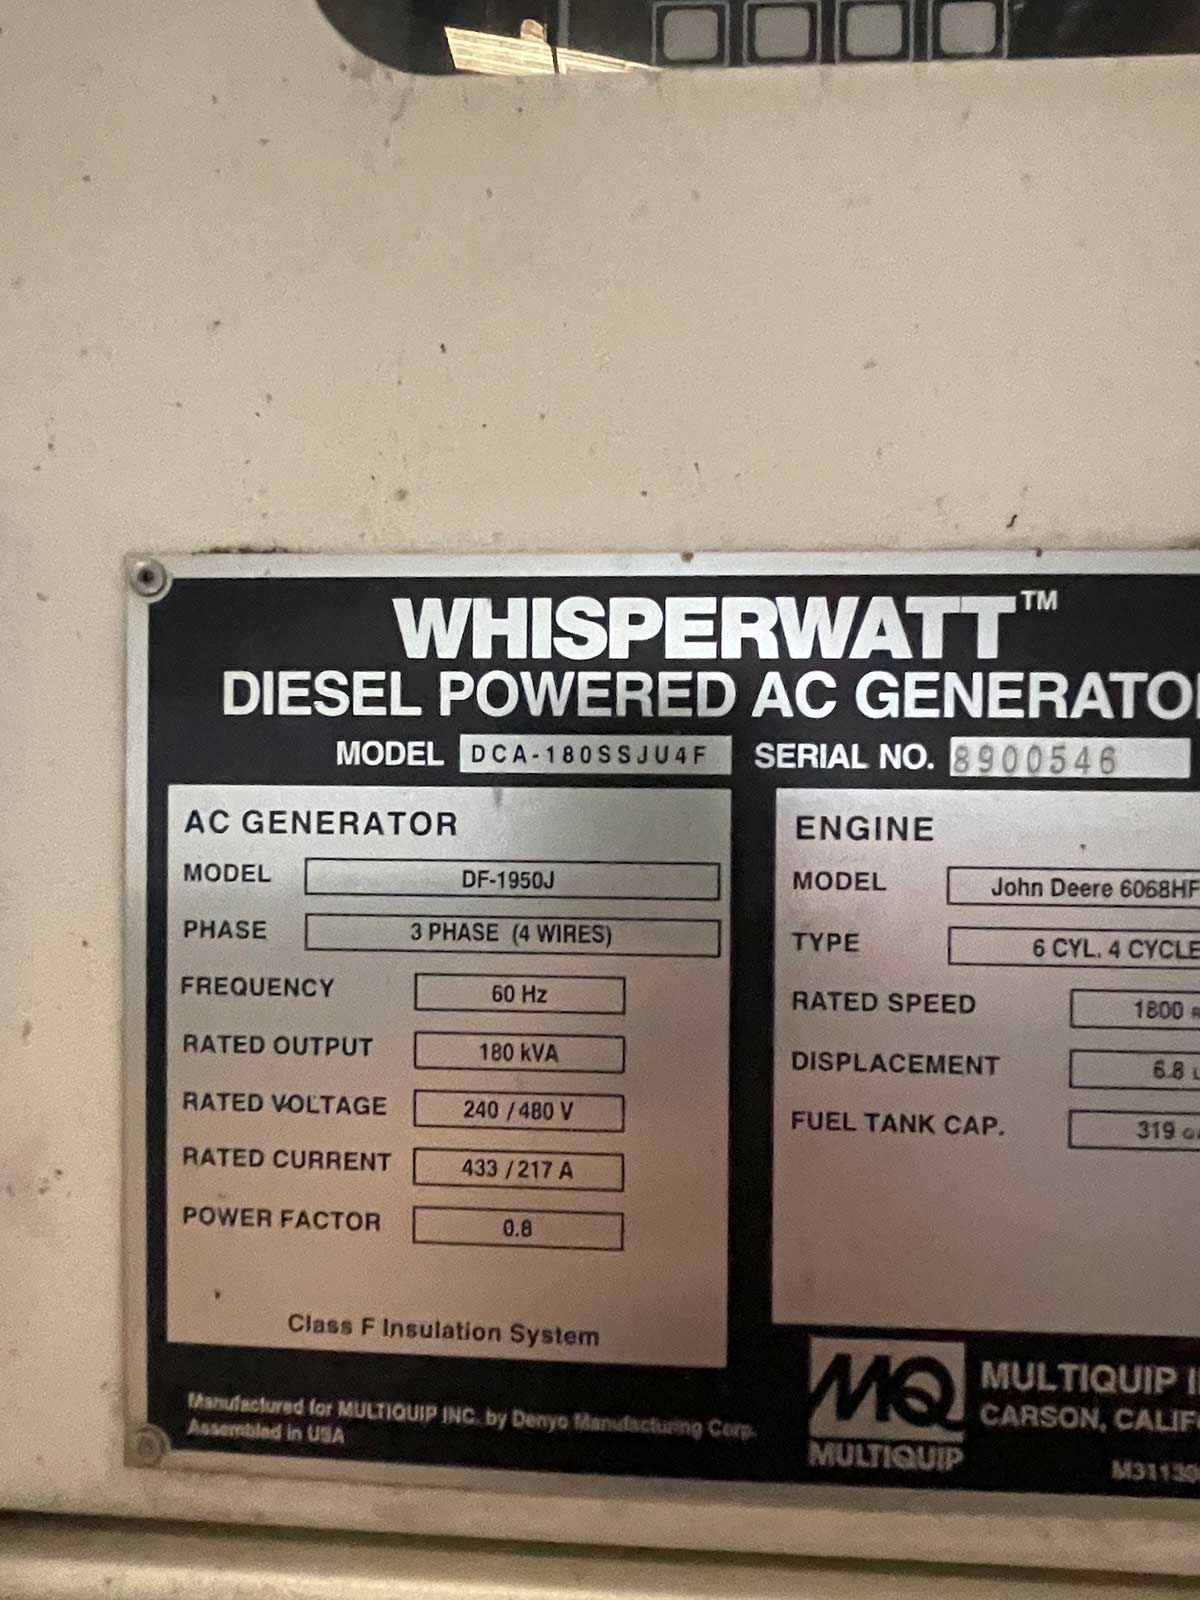 WHISPERWATT™
DIESEL POWERED AC GENERATO
MODEL DCA-180SSJU4F SERIAL NO. 8900546
AC GENERATOR
MODEL DF-1950J
PHASE 3 PHASE (4 WIRES)
FREQUENCY 60 Hz
RATED OUTPUT 180 kVA
RATED VOLTAGE 240 / 480 V
RATED CURRENT 433 / 217 A
POWER FACTOR 0.8
Class F Insulation System
ENGINE
MODEL John Deere 6068HF
TYPE 6 CYL. 4 CYCLE
RATED SPEED 1800
DISPLACEMENT 6.8
FUEL TANK CAP. 319
Manufactured for MULTIQUIP INC. by Denyo Manufacturing Corp.
Assembled in USA
MQ
MULTIQUIP
MULTIQUIP I
CARSON, CALIF